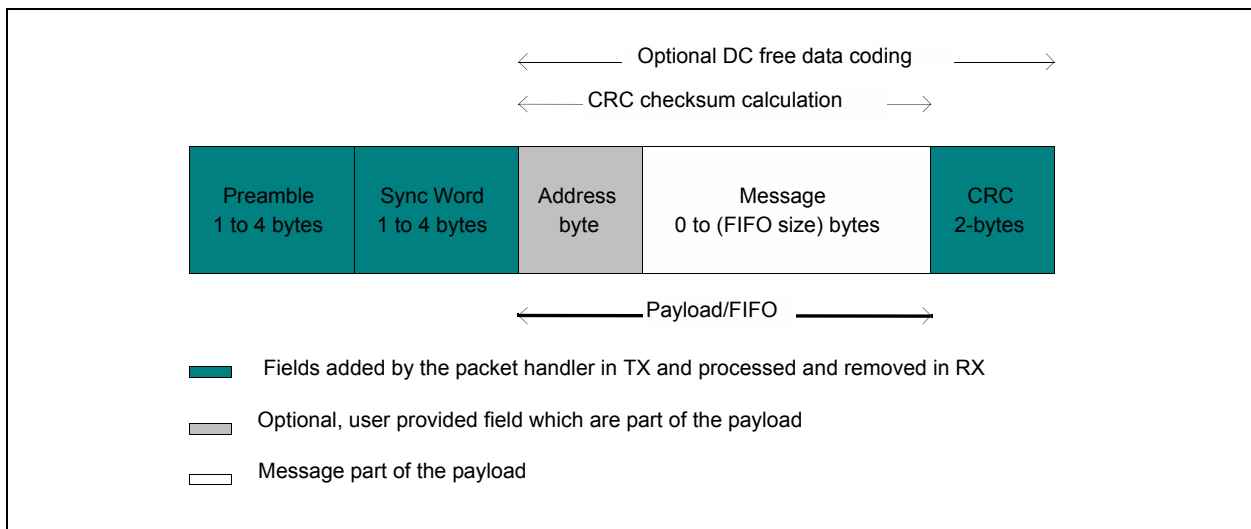 Optional DC free data coding
CRC checksum calculation
Preamble
1 to 4 bytes
Sync Word
1 to 4 bytes
Address
byte
Message
0 to (FIFO size) bytes
CRC
2-bytes
Payload/FIFO
Fields added by the packet handler in TX and processed and removed in RX
Optional, user provided field which are part of the payload
Message part of the payload